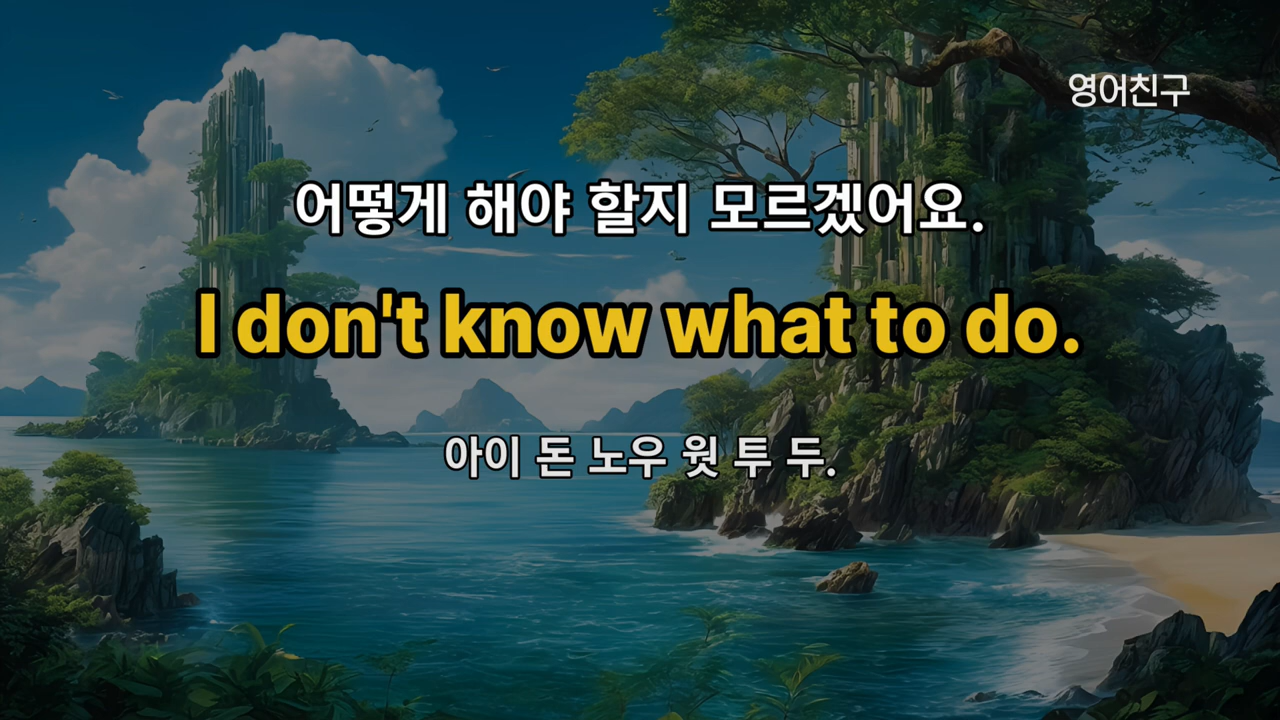 영어친구
어떻게 해야 할지 모르겠어요.
I don't know what to do.
아이 돈 노우 왓 투 두.